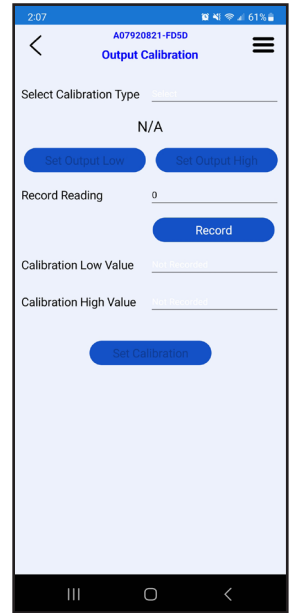 2:07 61%
A07920821-FD5D
Output Calibration
Select Calibration Type Select
N/A
Set Output Low Set Output High
Record Reading 0
Record
Calibration Low Value Not Recorded
Calibration High Value Not Recorded
Set Calibration